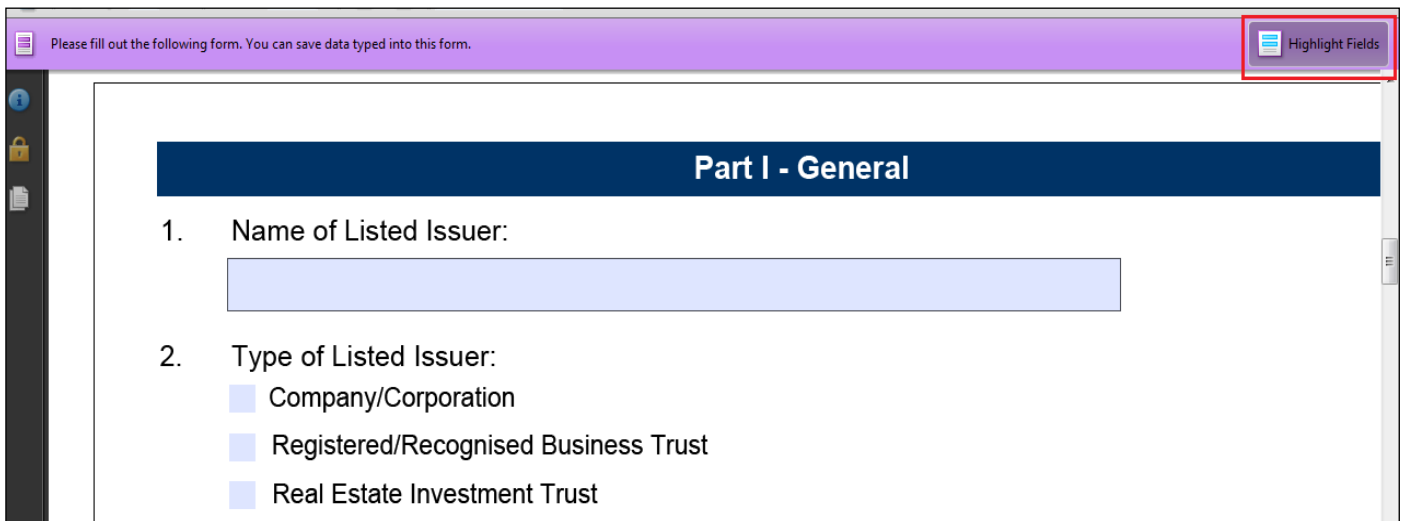 Please fill out the following form. You can save data typed into this form.
Highlight Fields
Part I - General
1. Name of Listed Issuer:
2. Type of Listed Issuer:
Company/Corporation
Registered/Recognised Business Trust
Real Estate Investment Trust